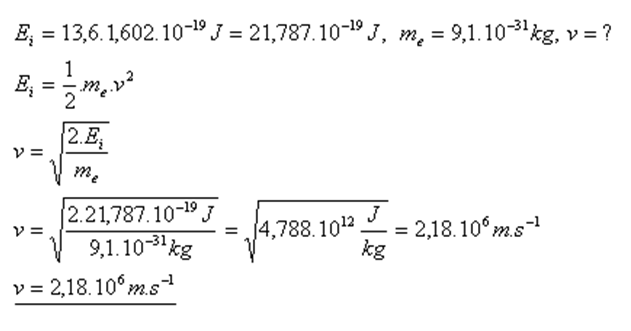 E_i = 13,6.1,602.10^-19 J = 21,787.10^-19 J, m_e = 9,1.10^-31 kg, v = ?
E_i = 1/2 .m_e.v^2
v = √(2.E_i / m_e)
v = √(2.21,787.10^-19 J / 9,1.10^-31 kg) = √(4,788.10^12 J/kg) = 2,18.10^6 m.s^-1
v = 2,18.10^6 m.s^-1